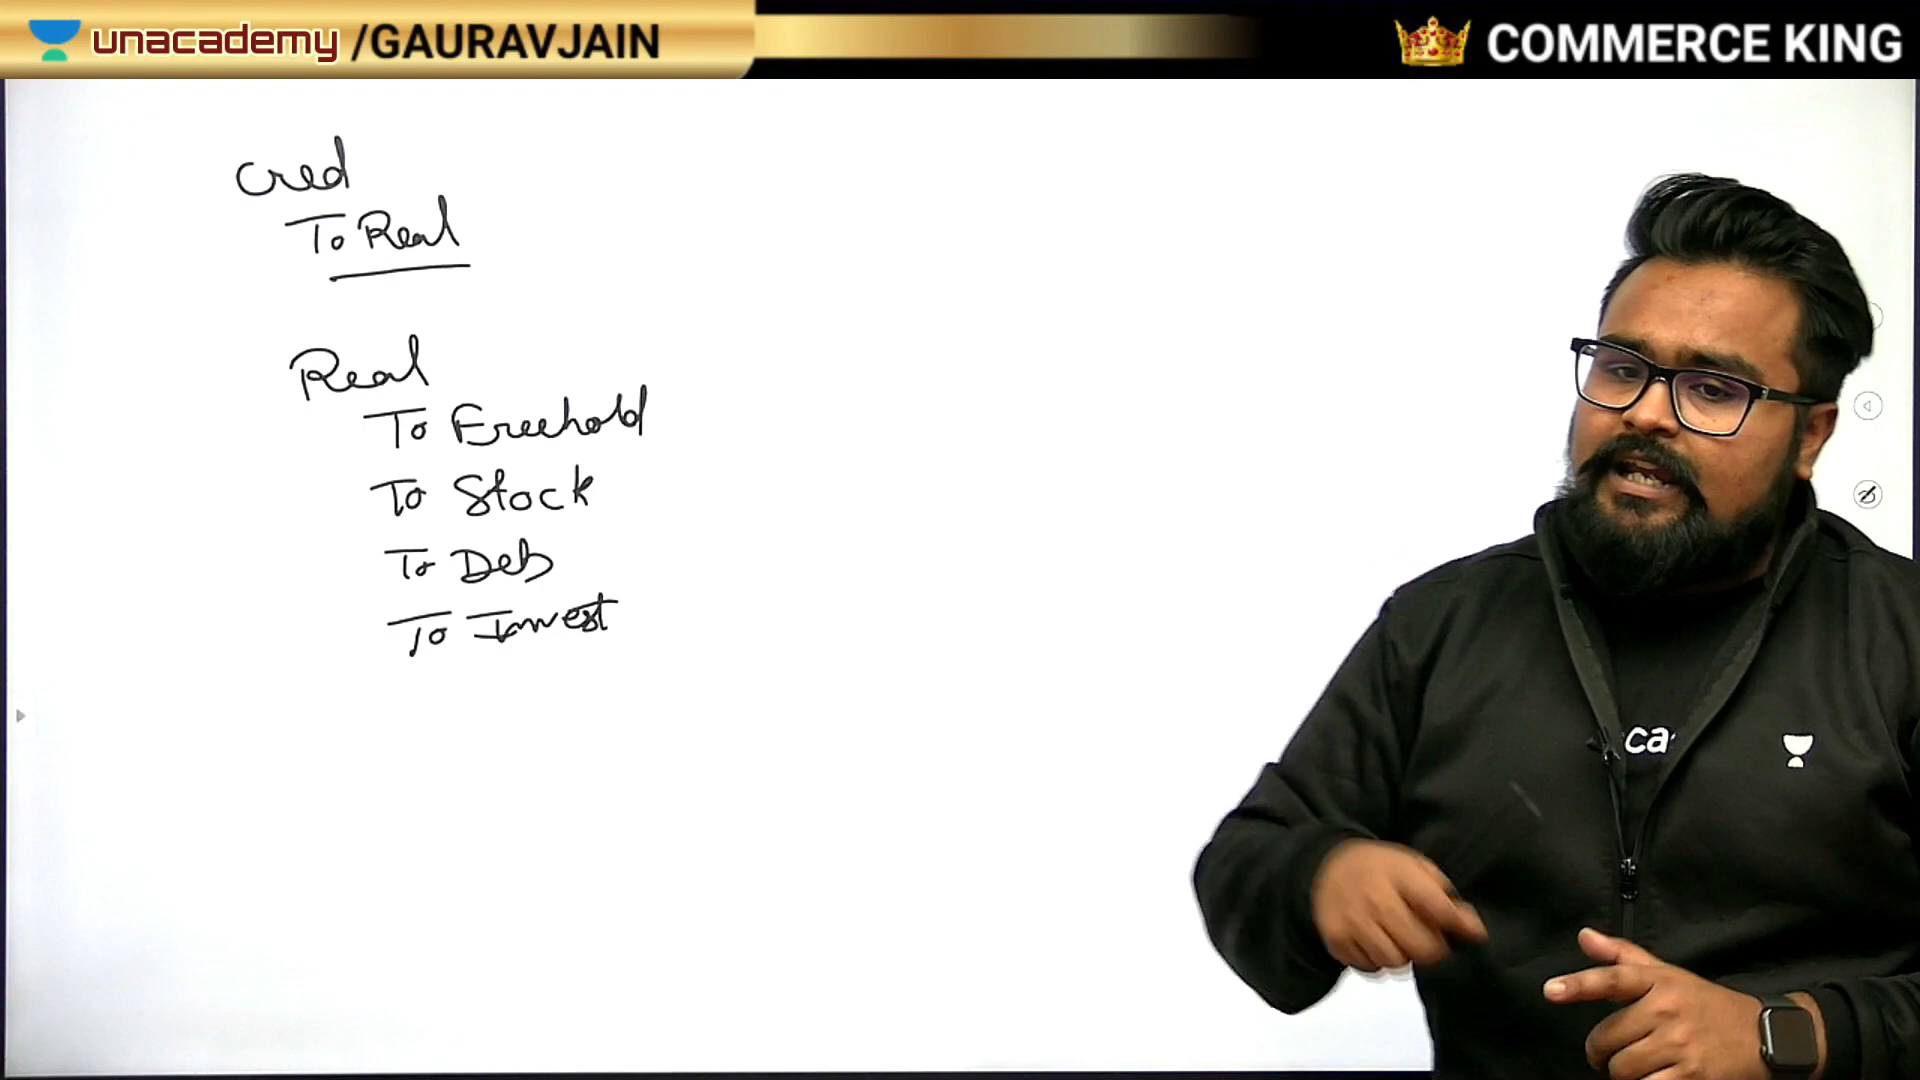 unacademy /GAURAVJAIN
COMMERCE KING
Cred
To Real
Real
To Freehold
To Stock
To Deb
To Invest
ca